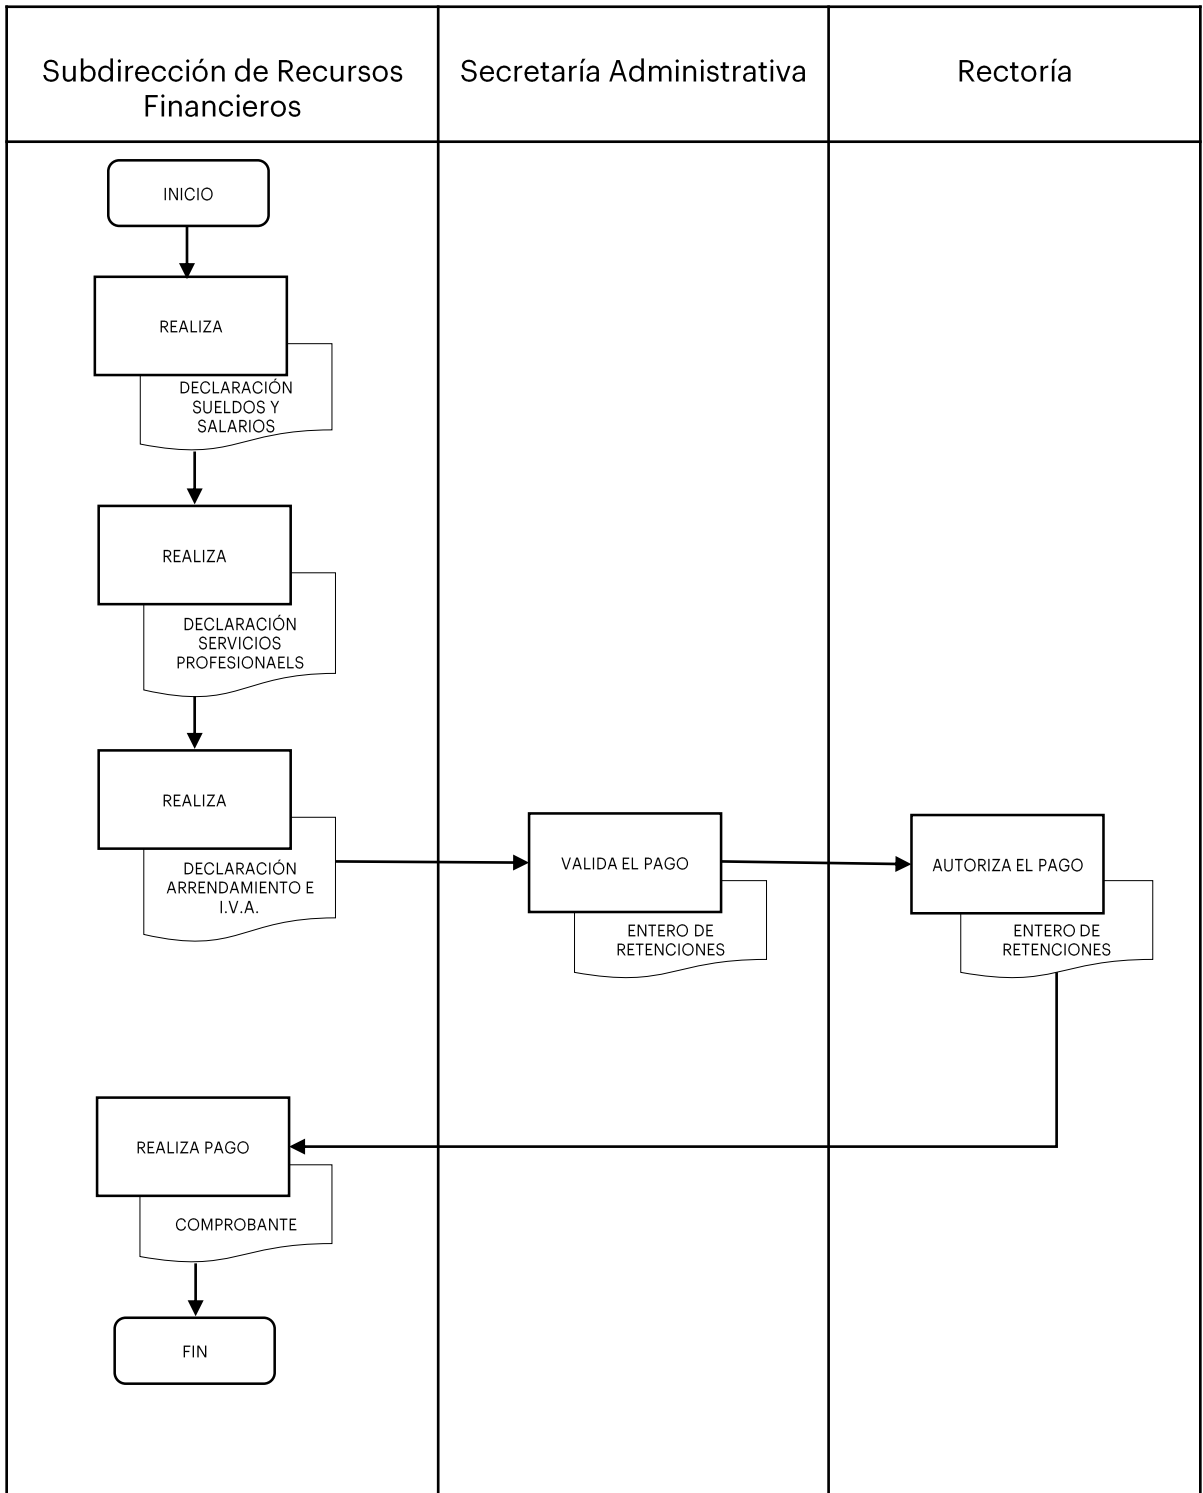 Subdirección de Recursos
Financieros
Secretaría Administrativa
Rectoría
INICIO
REALIZA
DECLARACIÓN
SUELDOS Y
SALARIOS
REALIZA
DECLARACIÓN
SERVICIOS
PROFESIONAELS
REALIZA
DECLARACIÓN
ARRENDAMIENTO E
I.V.A.
VALIDA EL PAGO
ENTERO DE
RETENCIONES
AUTORIZA EL PAGO
ENTERO DE
RETENCIONES
REALIZA PAGO
COMPROBANTE
FIN